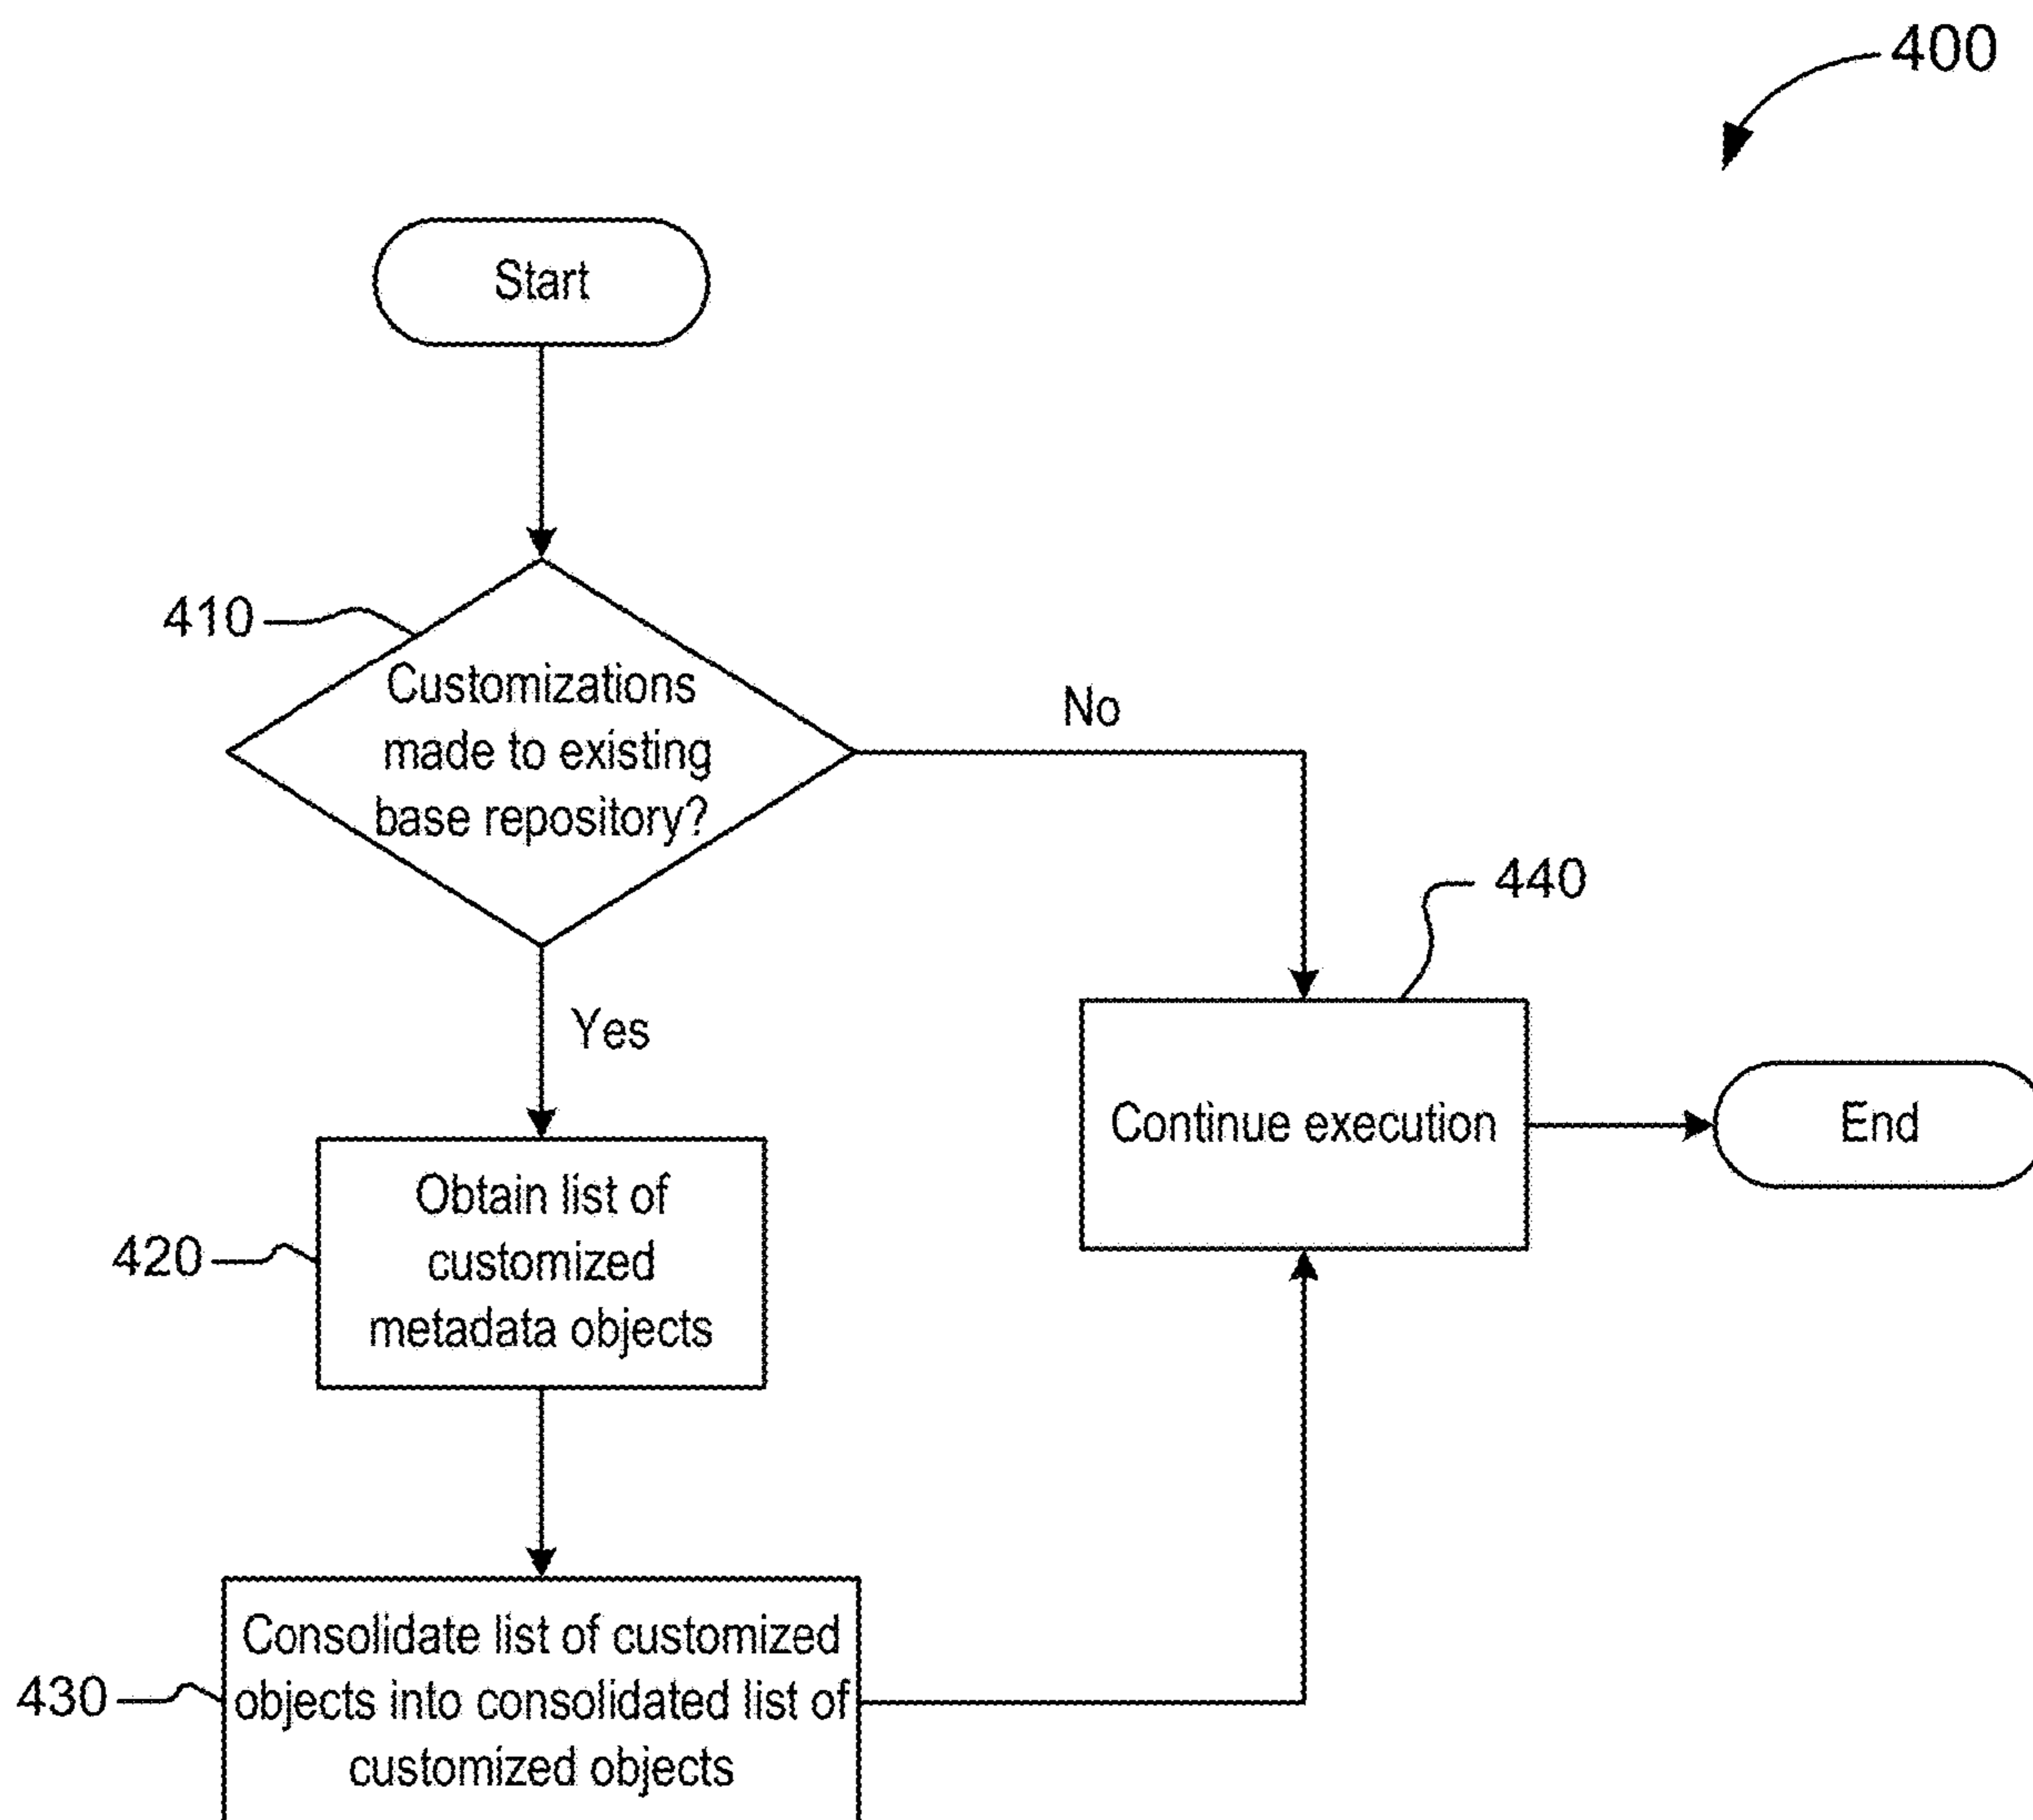 400
Start
410
Customizations
made to existing
base repository?
No
440
Yes
Continue execution
End
Obtain list of
customized
metadata objects
420
Consolidate list of customized
objects into consolidated list of
customized objects
430